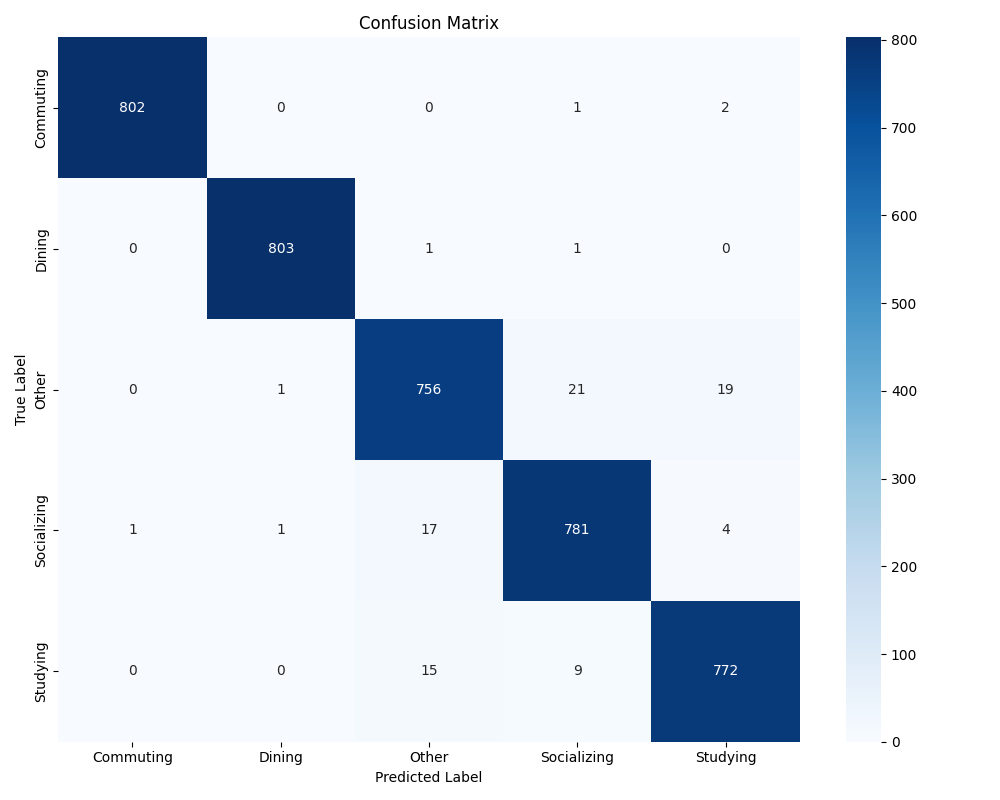 Confusion Matrix
Commuting 802 0 0 1 2
Dining 0 803 1 1 0
Other 0 1 756 21 19
Socializing 1 1 17 781 4
Studying 0 0 15 9 772
True Label
Commuting Dining Other Socializing Studying
Predicted Label
800
700
600
500
400
300
200
100
0